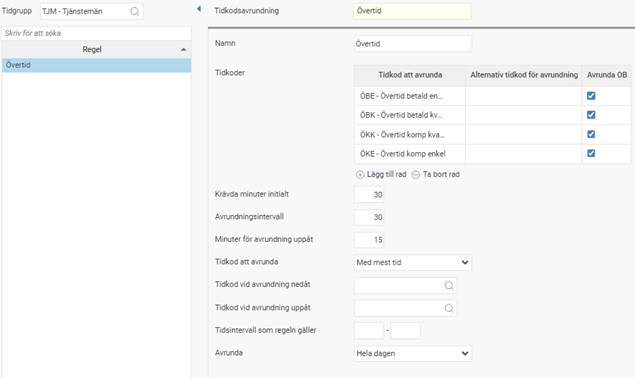 Tidgrupp TJM - Tjänstemän
Skriv för att söka
Regel
Övertid
Tidkodsavrundning Övertid
Namn Övertid
Tidkoder
Tidkod att avrunda Alternativ tidkod för avrundning Avrunda OB
ÖBE - Övertid betald en...
ÖBK - Övertid betald kv...
ÖKK - Övertid komp kva...
ÖKE - Övertid komp enkel
Lägg till rad Ta bort rad
Krävda minuter initialt 30
Avrundningsintervall 30
Minuter för avrundning uppåt 15
Tidkod att avrunda Med mest tid
Tidkod vid avrundning nedåt
Tidkod vid avrundning uppåt
Tidsintervall som regeln gäller -
Avrunda Hela dagen